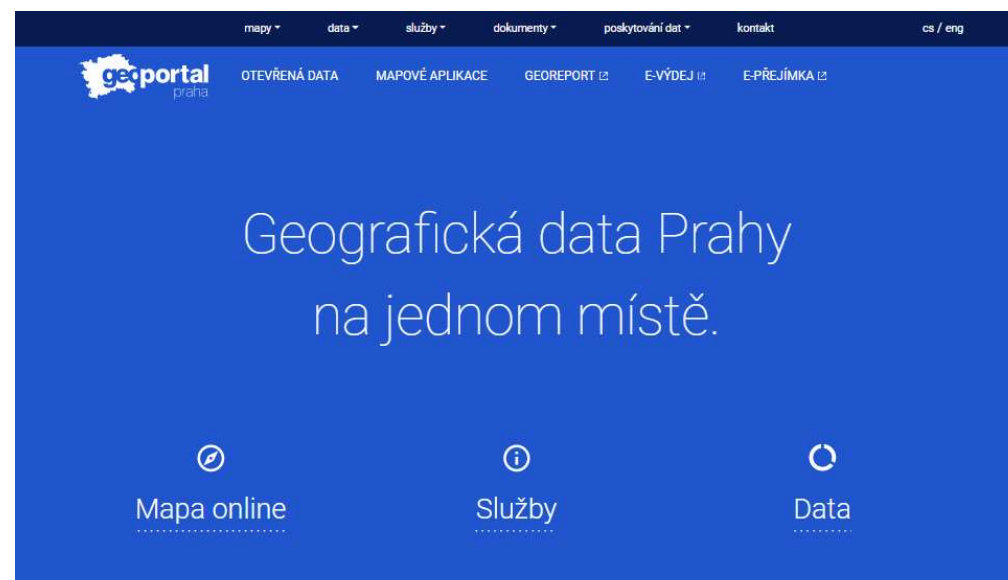 mapy data služby dokumenty poskytování dat kontakt cs / eng
geoportal praha
OTEVŘENÁ DATA MAPOVÉ APLIKACE GEOREPORT E-VÝDEJ E-PŘEJÍMKA
Geografická data Prahy
na jednom místě.
Mapa online Služby Data